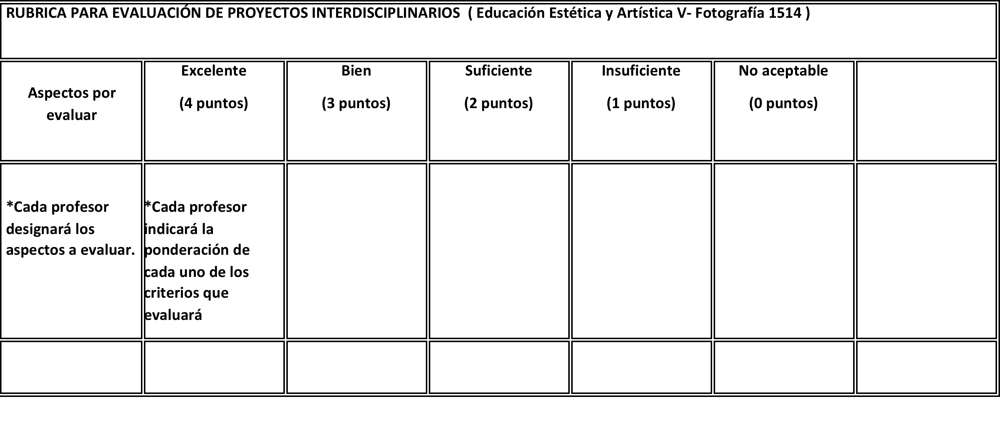 RUBRICA PARA EVALUACIÓN DE PROYECTOS INTERDISCIPLINARIOS ( Educación Estética y Artística V- Fotografía 1514 )
Aspectos por
evaluar
Excelente
(4 puntos)
Bien
(3 puntos)
Suficiente
(2 puntos)
Insuficiente
(1 puntos)
No aceptable
(0 puntos)
*Cada profesor
designará los
aspectos a evaluar.
*Cada profesor
indicará la
ponderación de
cada uno de los
criterios que
evaluará